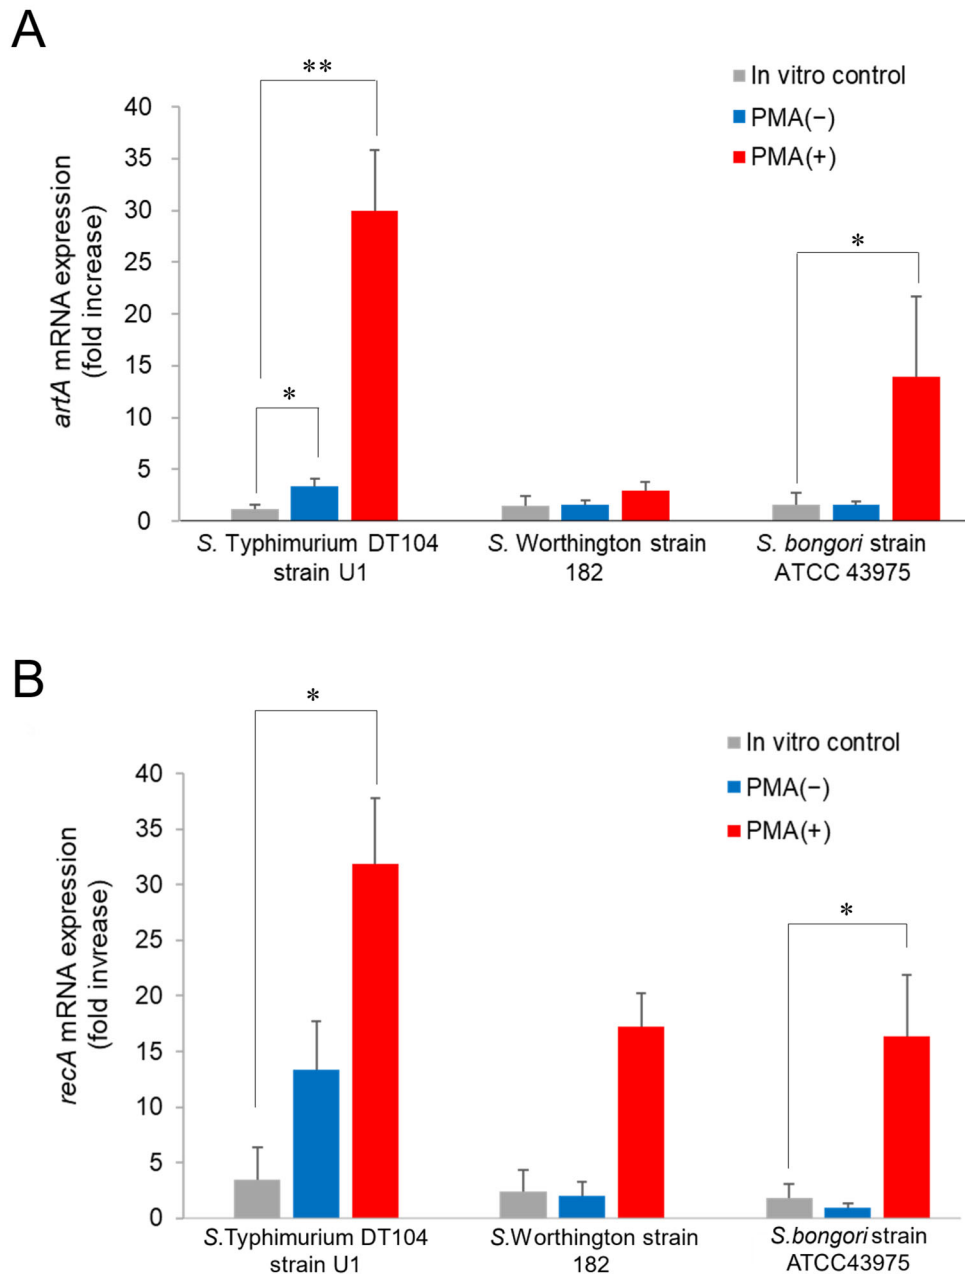 A
**
In vitro control
PMA(−)
PMA(+)
artA mRNA expression
(fold increase)
40
35
30
25
20
15
10
5
0
*
*
S. Typhimurium DT104
strain U1
S. Worthington strain
182
S. bongori strain
ATCC 43975
B
*
In vitro control
PMA(−)
PMA(+)
recA mRNA expression
(fold invrease)
40
35
30
25
20
15
10
5
0
*
S.Typhimurium DT104
strain U1
S.Worthington strain
182
S.bongori strain
ATCC43975